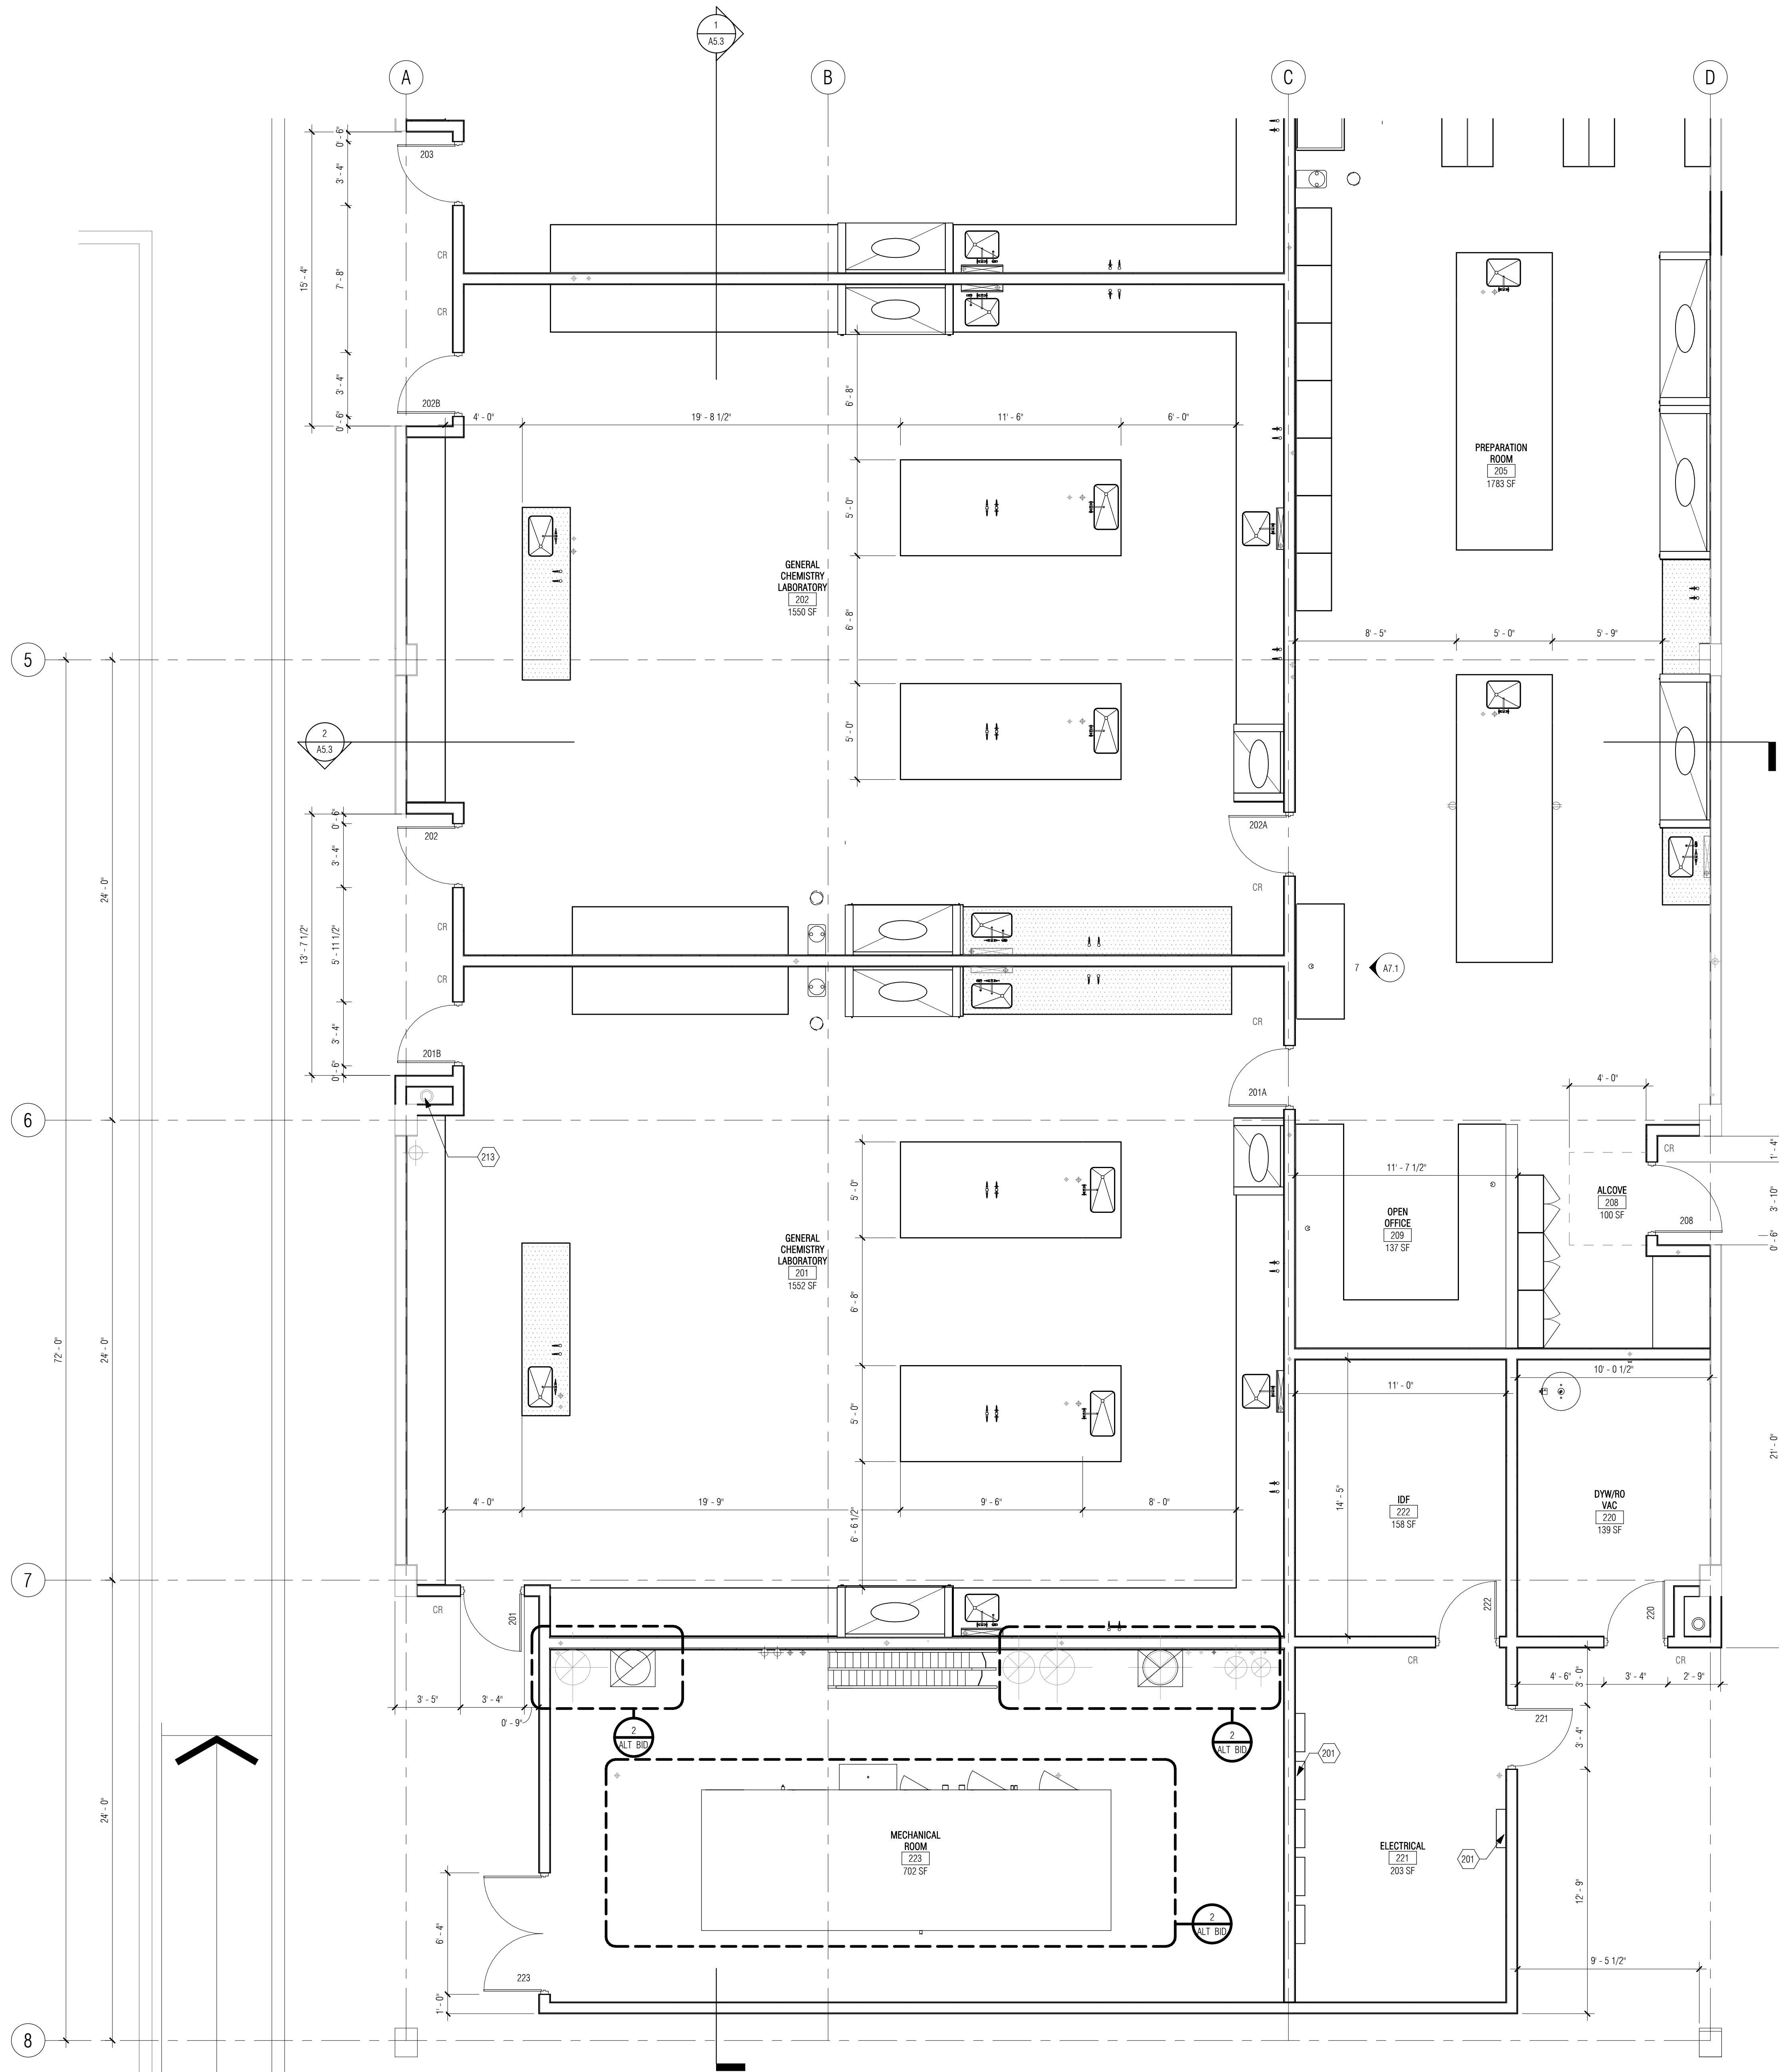 1
A5.3
A
B
C
D
0' - 6"
203
3' - 4"
15' - 4"
7' - 8"
CR
CR
3' - 4"
202B
0' - 6"
4' - 0"
19' - 8 1/2"
11' - 6"
6' - 0"
6' - 8"
5' - 0"
6' - 8"
5' - 0"
PREPARATION
ROOM
205
1783 SF
GENERAL
CHEMISTRY
LABORATORY
202
1550 SF
8' - 5"
5' - 0"
5' - 9"
5
2
A5.3
0' - 6"
202
3' - 4"
202A
CR
24' - 0"
13' - 7 1/2"
5' - 11 1/2"
CR
CR
7
A7.1
CR
3' - 4"
201B
0' - 6"
201A
4' - 0"
6
213
CR
1' - 4"
11' - 7 1/2"
3' - 10"
ALCOVE
208
100 SF
208
0' - 6"
OPEN
OFFICE
209
137 SF
5' - 0"
GENERAL
CHEMISTRY
LABORATORY
201
1552 SF
6' - 8"
72' - 0"
24' - 0"
5' - 0"
11' - 0"
10' - 0 1/2"
21' - 0"
4' - 0"
19' - 9"
9' - 6"
8' - 0"
6' - 6 1/2"
14' - 5"
IDF
222
158 SF
DYW/RO
VAC
220
139 SF
7
CR
201
222
220
CR
CR
3' - 5"
3' - 4"
0' - 9"
4' - 6"
3' - 0"
3' - 4"
2' - 9"
2
ALT BID
2
ALT BID
221
3' - 4"
201
24' - 0"
MECHANICAL
ROOM
223
702 SF
ELECTRICAL
221
203 SF
201
2
ALT BID
12' - 9"
6' - 4"
9' - 5 1/2"
223
1' - 0"
8